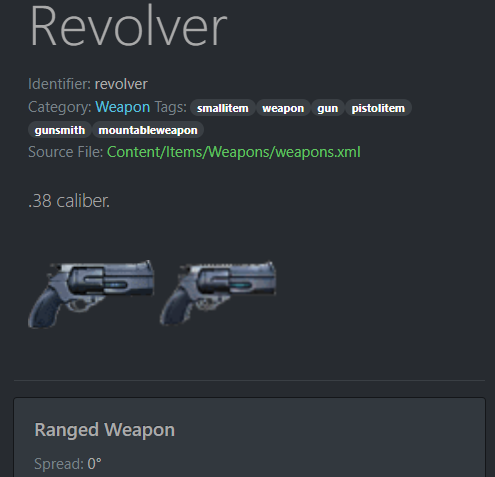 Revolver
Identifier: revolver
Category: Weapon Tags: smallitem weapon gun pistolitem
gunsmith mountableweapon
Source File: Content/Items/Weapons/weapons.xml
.38 caliber.
Ranged Weapon
Spread: 0°